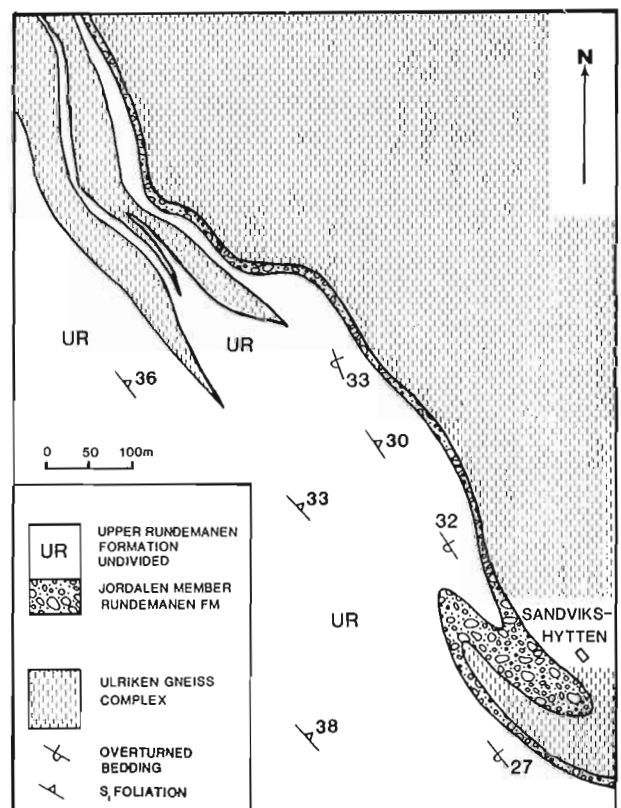 N
UR
UR
36
33
30
33
32
0 50 100m
UR
SANDVIKS-
HYTTEN
38
27
UR
UPPER RUNDEMANEN
FORMATION
UNDIVIDED
JORDALEN MEMBER
RUNDEMANEN FM
ULRIKEN GNEISS
COMPLEX
OVERTURNED
BEDDING
S₁ FOLIATION